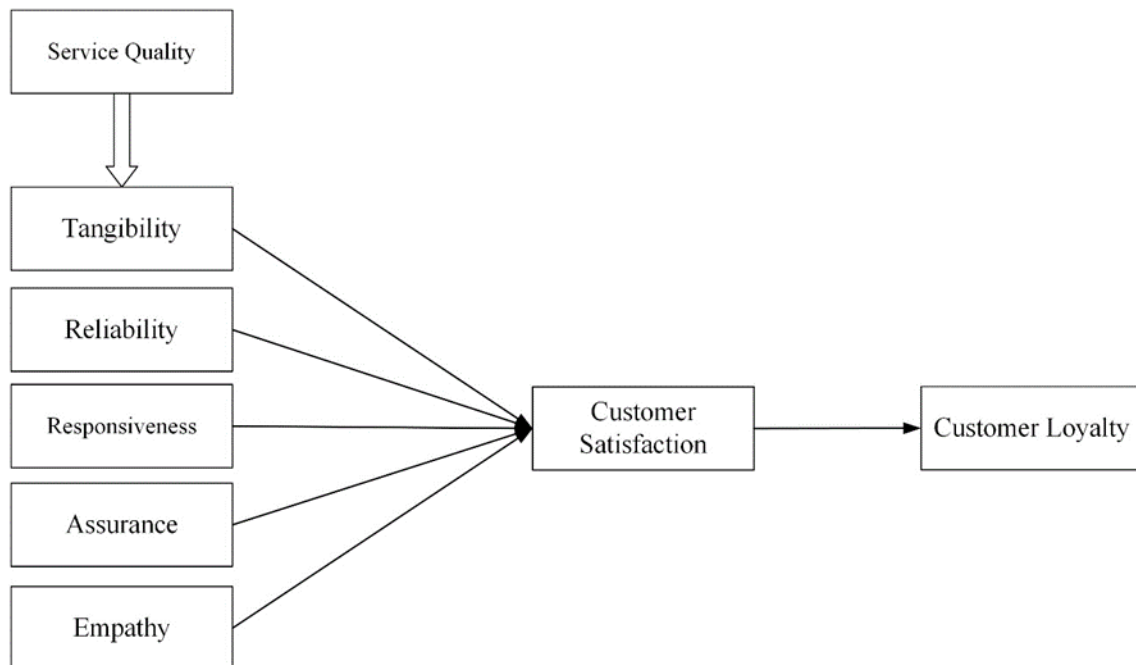 Service Quality
Tangibility
Reliability
Responsiveness
Assurance
Empathy
Customer
Satisfaction
Customer Loyalty